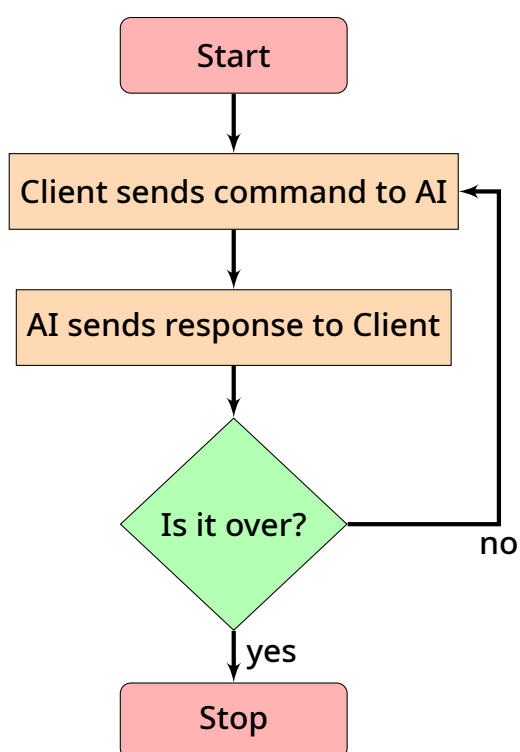 Start
Client sends command to AI
AI sends response to Client
Is it over?
no
yes
Stop